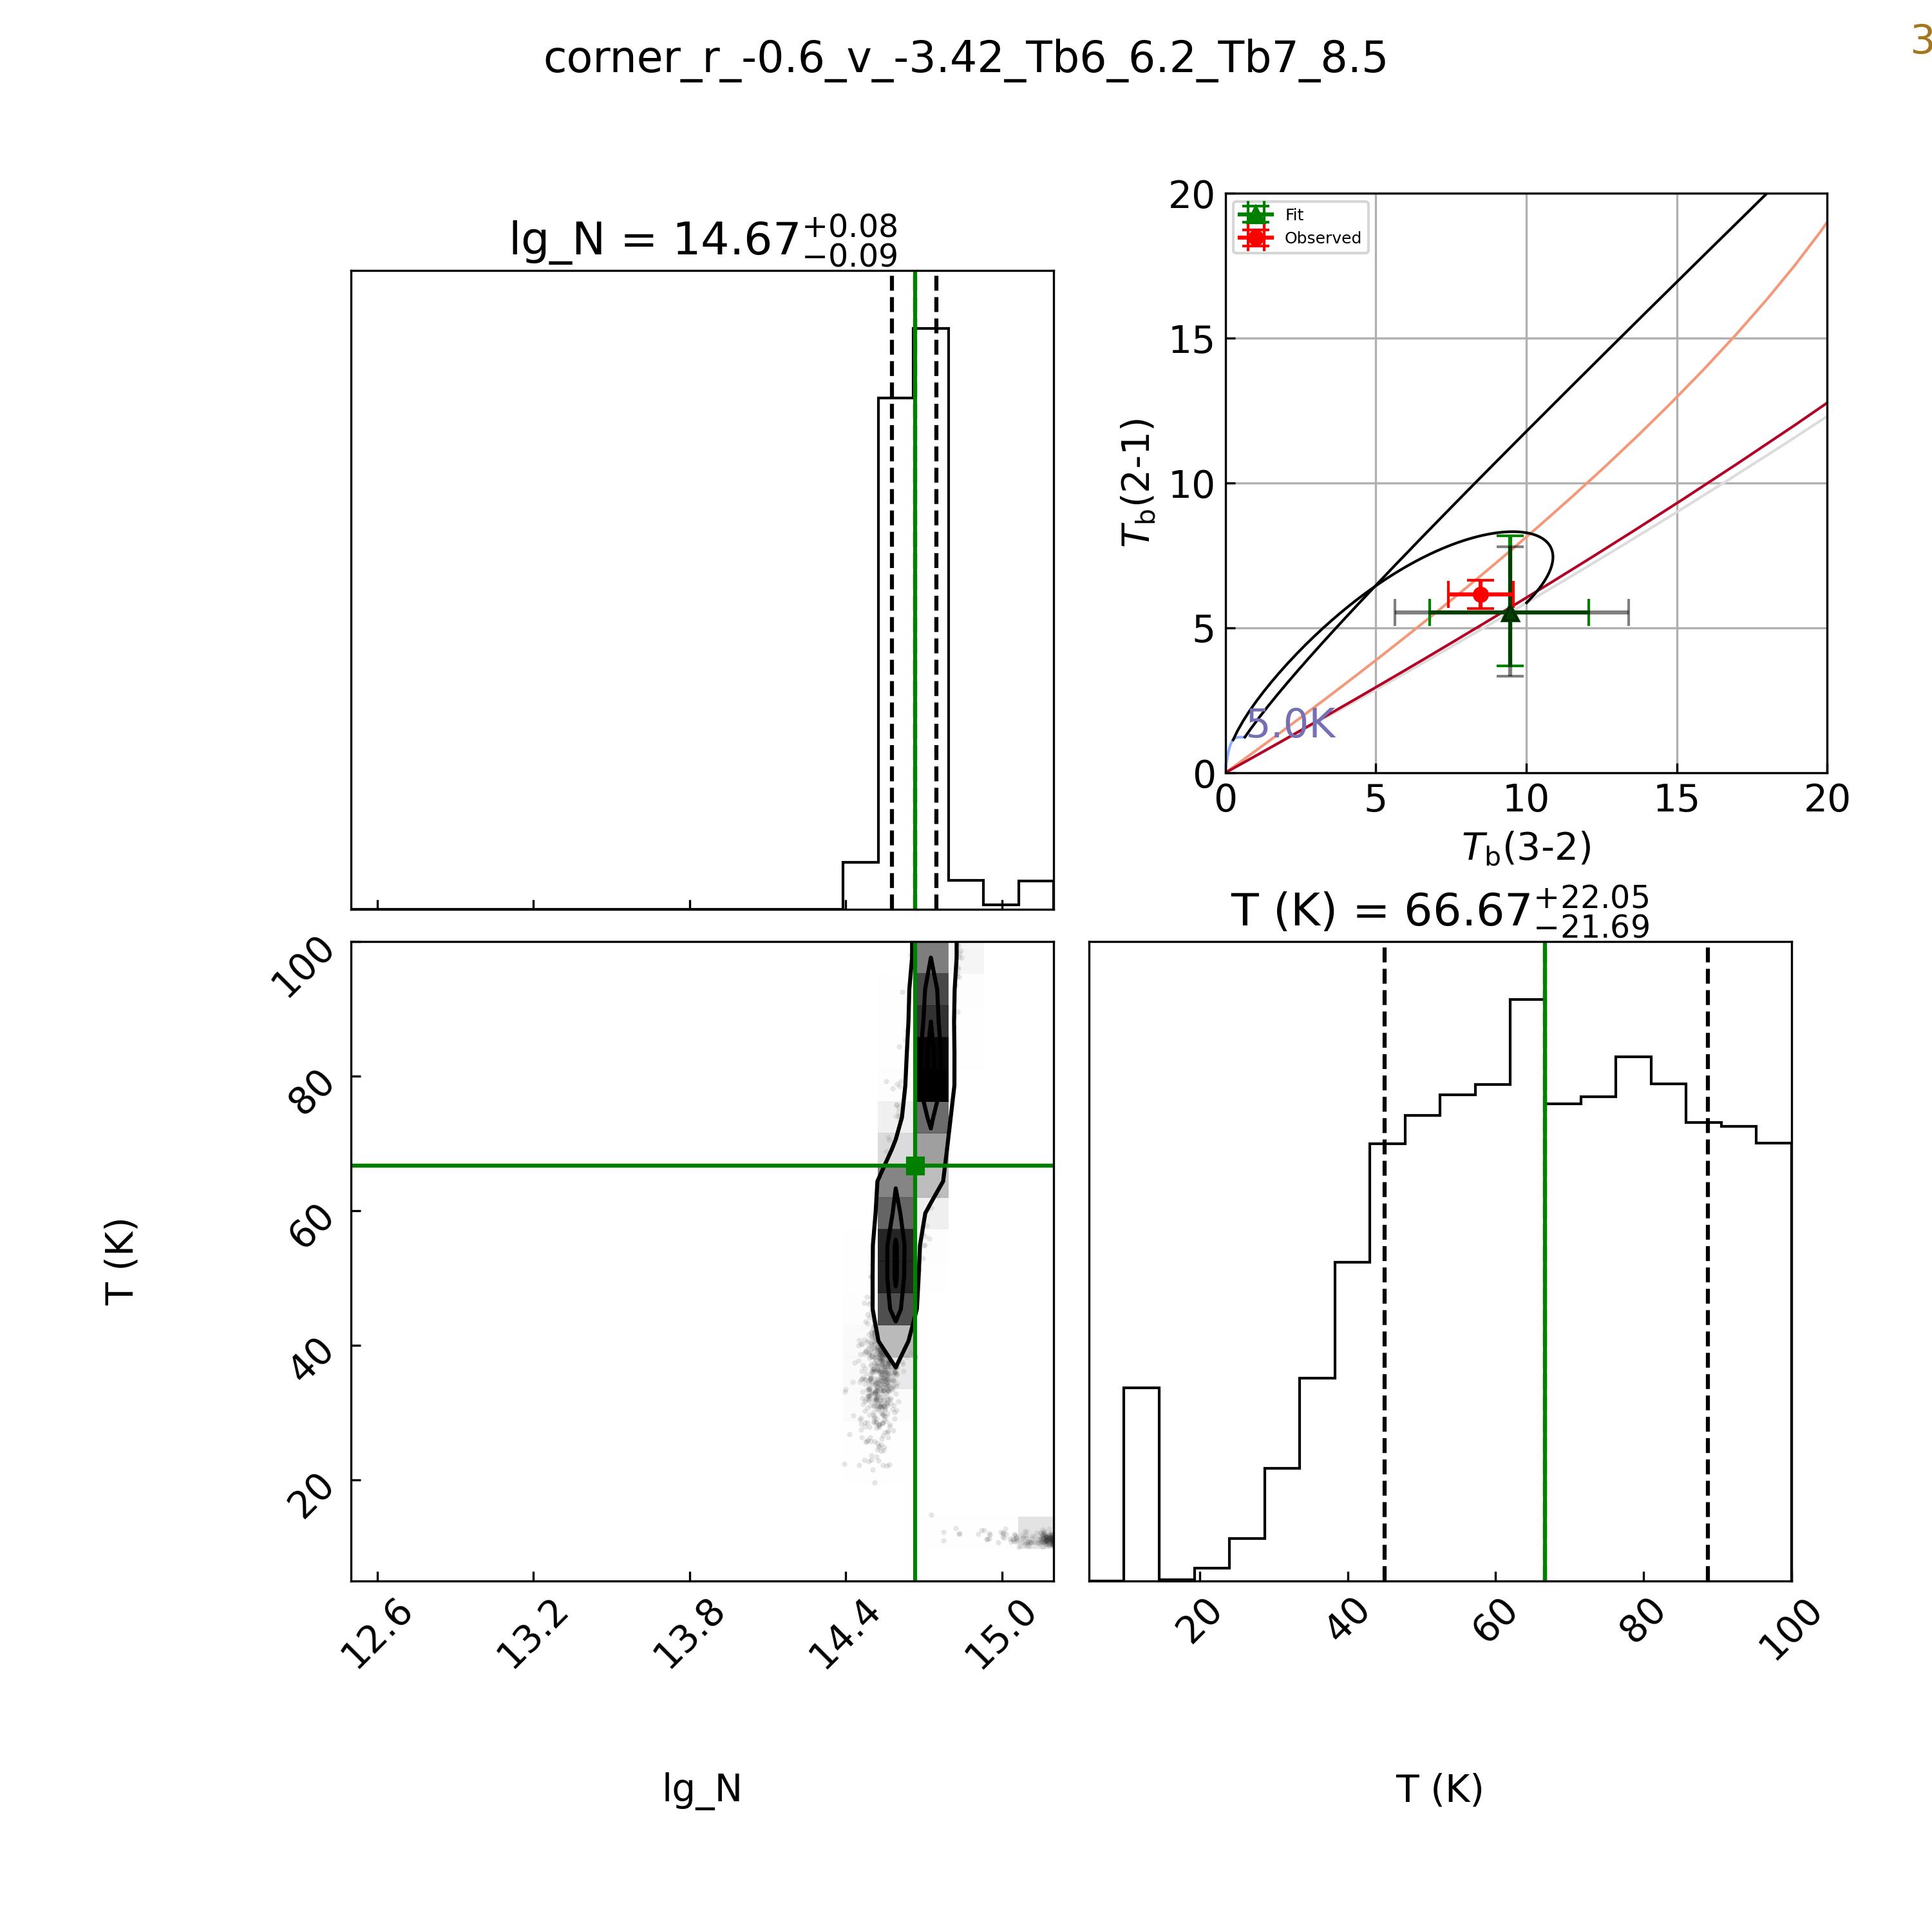 corner_r_-0.6_v_-3.42_Tb6_6.2_Tb7_8.5
3
lg_N = 14.67+0.08
−0.09
20
15
10
5
0
Tb(2-1)
Fit
Observed
5.0K
0 5 10 15 20
Tb(3-2)
T (K) = 66.67+22.05
−21.69
100
80
60
40
20
T (K)
12.6 13.2 13.8 14.4 15.0
lg_N
20 40 60 80 100
T (K)